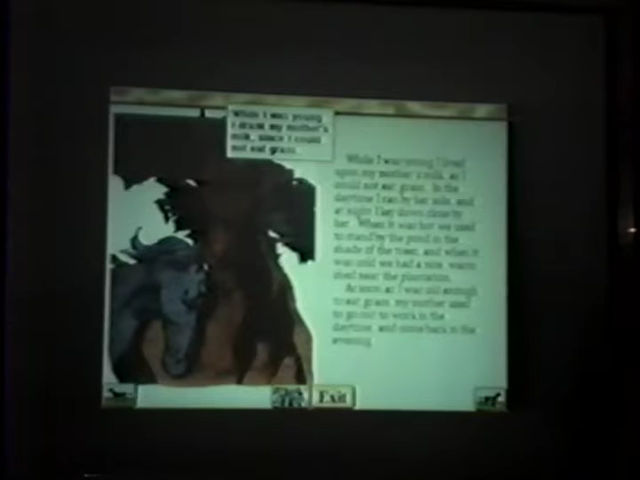 When I was young
I drank my mother's
milk, since I could
not eat grass.
While I was young I lived
upon my mother's milk, as I
could not eat grass. In the
daytime I ran by her side, and
at night I lay down close by
her. When it was hot we used
to stand by the pond in the
shade of the trees, and when it
was cold we had a nice warm
shed near the plantation.
As soon as I was old enough
to eat grass, my mother used
to go out to work in the
daytime, and come back in the
evening.
Exit